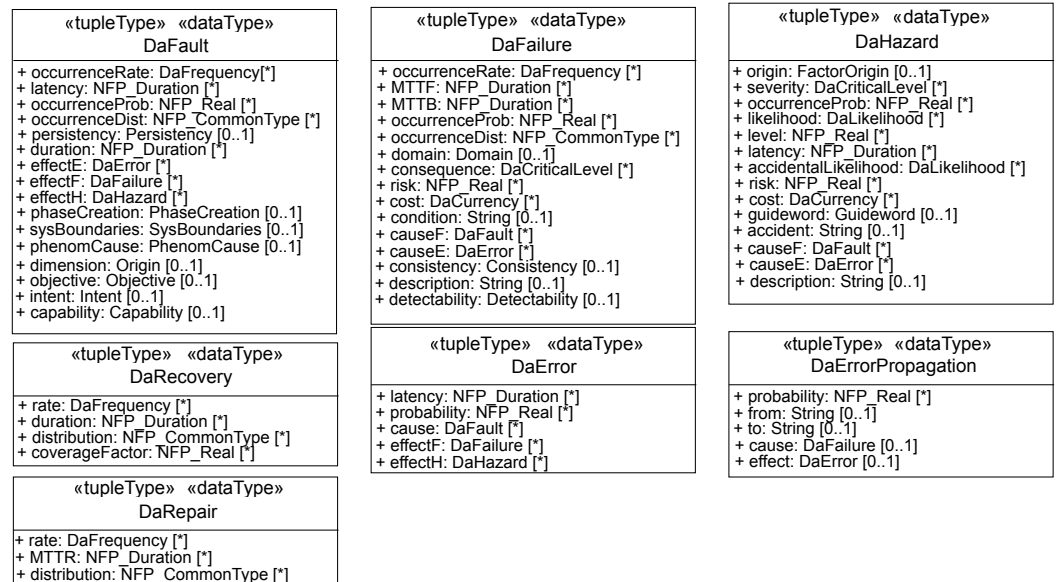 «tupleType» «dataType»
DaFault
+ occurrenceRate: DaFrequency[*]
+ latency: NFP_Duration [*]
+ occurrenceProb: NFP_Real [*]
+ occurrenceDist: NFP_CommonType [*]
+ persistency: Persistency [0..1]
+ duration: NFP_Duration [*]
+ effectE: DaError [*]
+ effectF: DaFailure [*]
+ effectH: DaHazard [*]
+ phaseCreation: PhaseCreation [0..1]
+ sysBoundaries: SysBoundaries [0..1]
+ phenomCause: PhenomCause [0..1]
+ dimension: Origin [0..1]
+ objective: Objective [0..1]
+ intent: Intent [0..1]
+ capability: Capability [0..1]
«tupleType» «dataType»
DaFailure
+ occurrenceRate: DaFrequency [*]
+ MTTF: NFP_Duration [*]
+ MTTB: NFP_Duration [*]
+ occurrenceProb: NFP_Real [*]
+ occurrenceDist: NFP_CommonType [*]
+ domain: Domain [0..1]
+ consequence: DaCriticalLevel [*]
+ risk: NFP_Real [*]
+ cost: DaCurrency [*]
+ condition: String [0..1]
+ causeF: DaFault [*]
+ causeE: DaError [*]
+ consistency: Consistency [0..1]
+ description: String [0..1]
+ detectability: Detectability [0..1]
«tupleType» «dataType»
DaHazard
+ origin: FactorOrigin [0..1]
+ severity: DaCriticalLevel [*]
+ occurrenceProb: NFP_Real [*]
+ likelihood: DaLikelihood [*]
+ level: NFP_Real [*]
+ latency: NFP_Duration [*]
+ accidentalLikelihood: DaLikelihood [*]
+ risk: NFP_Real [*]
+ cost: DaCurrency [*]
+ guideword: Guideword [0..1]
+ accident: String [0..1]
+ causeF: DaFault [*]
+ causeE: DaError [*]
+ description: String [0..1]
«tupleType» «dataType»
DaRecovery
+ rate: DaFrequency [*]
+ duration: NFP_Duration [*]
+ distribution: NFP_CommonType [*]
+ coverageFactor: NFP_Real [*]
«tupleType» «dataType»
DaError
+ latency: NFP_Duration [*]
+ probability: NFP_Real [*]
+ cause: DaFault [*]
+ effectF: DaFailure [*]
+ effectH: DaHazard [*]
«tupleType» «dataType»
DaErrorPropagation
+ probability: NFP_Real [*]
+ from: String [0..1]
+ to: String [0..1]
+ cause: DaFailure [0..1]
+ effect: DaError [0..1]
«tupleType» «dataType»
DaRepair
+ rate: DaFrequency [*]
+ MTTR: NFP_Duration [*]
+ distribution: NFP_CommonType [*]